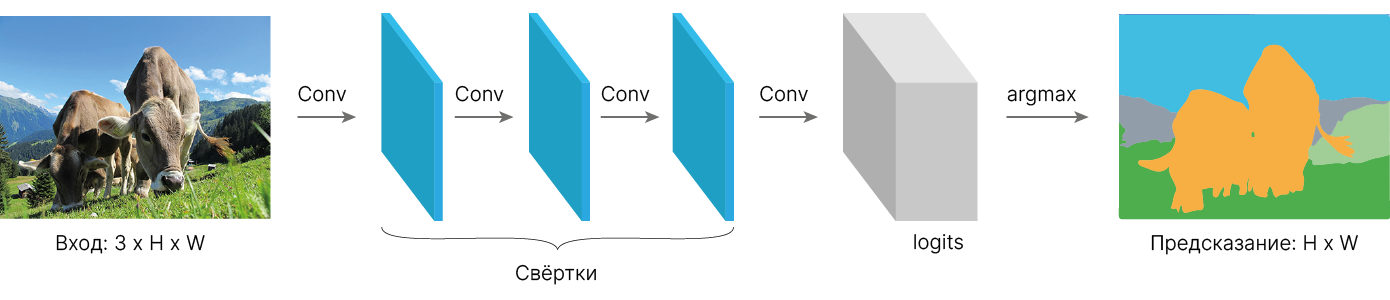 Conv
Conv
Conv
Conv
argmax
Вход: 3 x H x W
Свёртки
logits
Предсказание: H x W